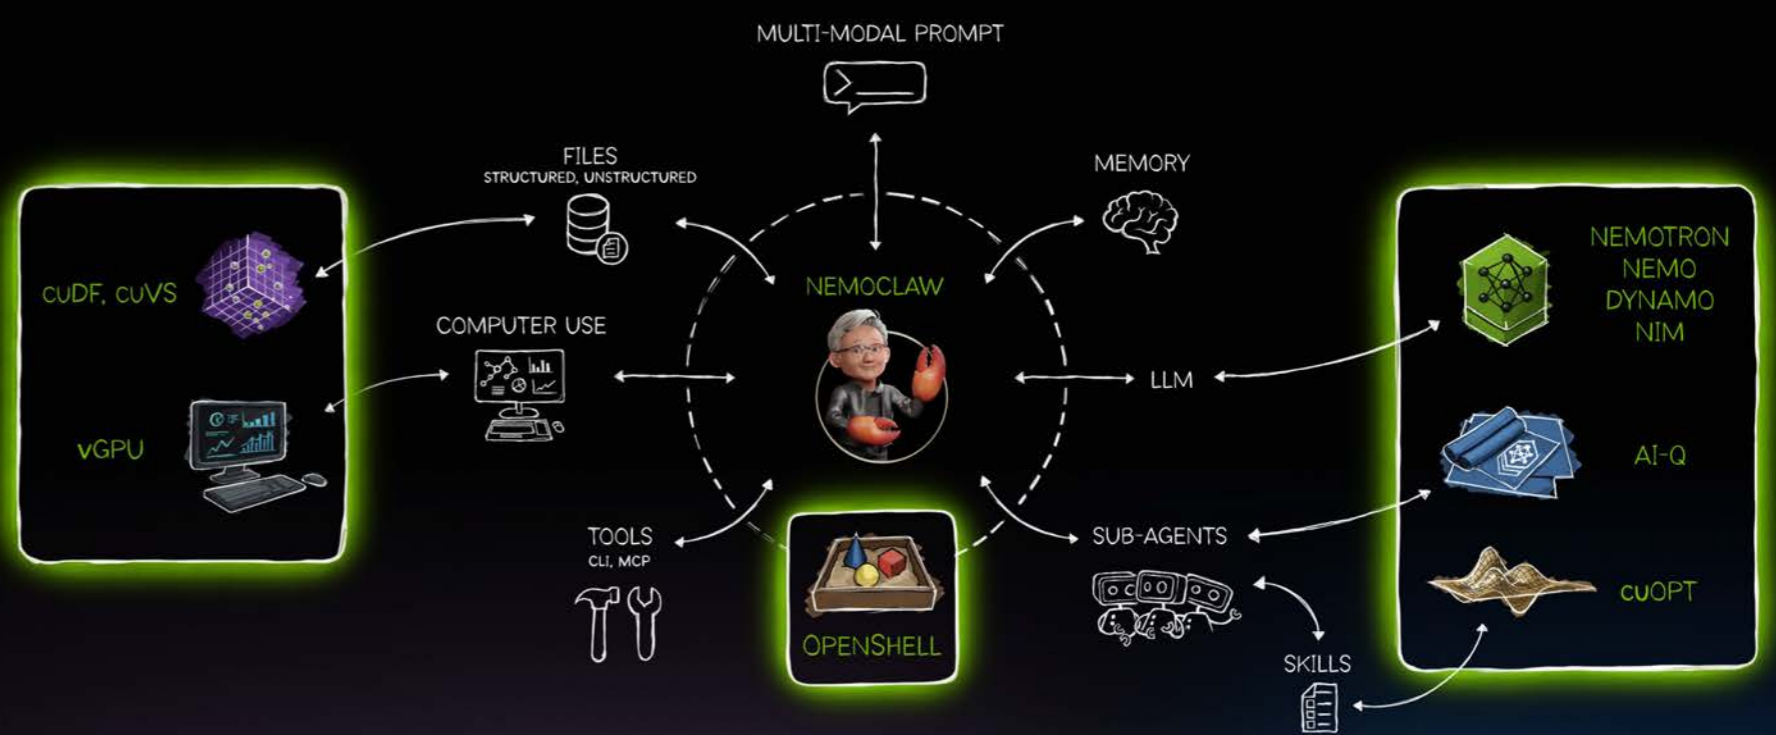 MULTI-MODAL PROMPT
FILES
STRUCTURED, UNSTRUCTURED
MEMORY
cuDF, cuVS
COMPUTER USE
vGPU
NEMOCLAW
LLM
NEMOTRON
NEMO
DYNAMO
NIM
AI-Q
TOOLS
CLI, MCP
OPENSHELL
SUB-AGENTS
cuOPT
SKILLS